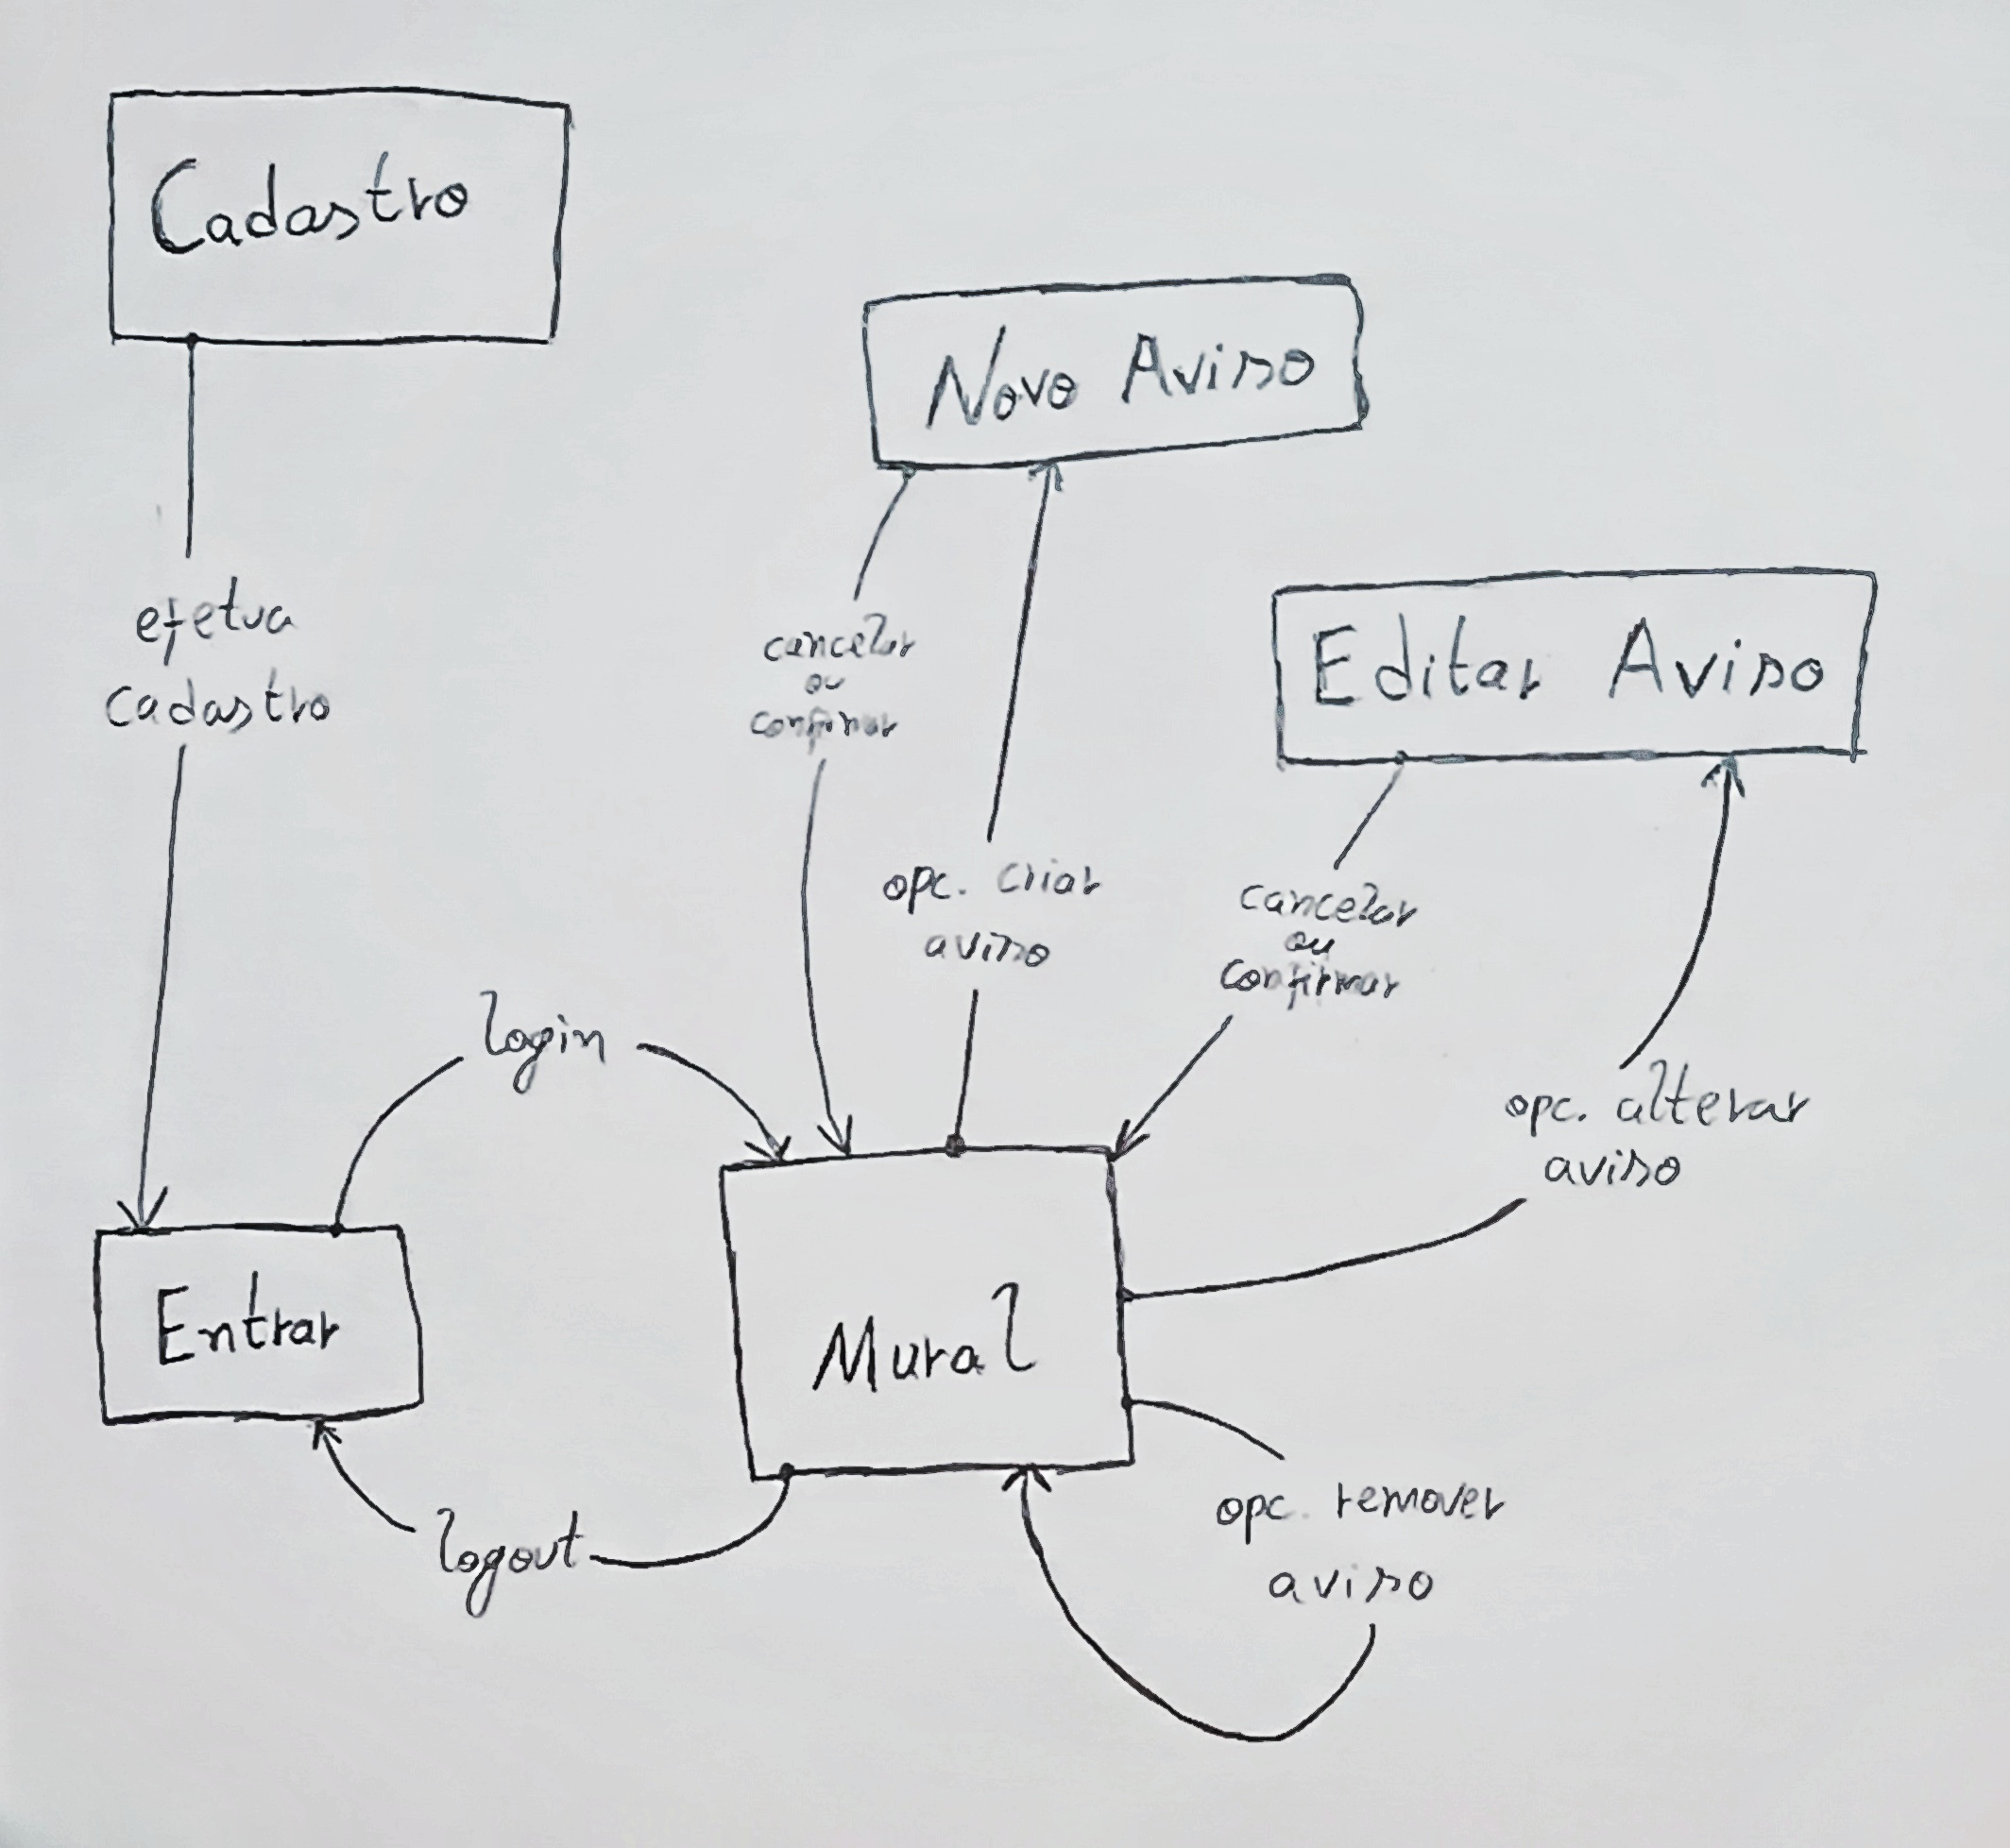 Cadastro
Novo Aviso
efetua
cadastro
cancelar
ou
confirmar
Editar Aviso
opc. criar
aviso
cancelar
ou
confirmar
login
opc. alterar
aviso
Entrar
Mural
logout
opc. remover
aviso